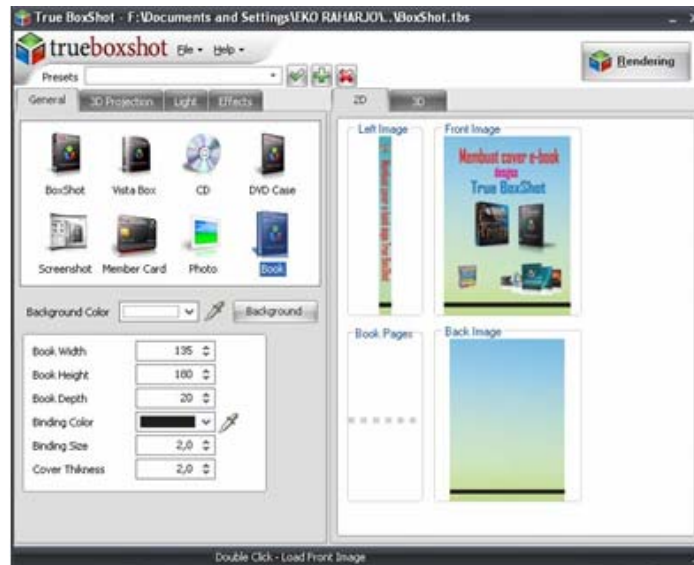 True BoxShot - F:\Documents and Settings\EKO RAHARJO\..\BoxShot.tbs
trueboxshot File Help
Rendering
Presets
General 3D Projection Light Effects
2D 3D
BoxShot Vista Box CD DVD Case
Screenshot Member Card Photo Book
Background Color Background
Book Width 135
Book Height 180
Book Depth 20
Binding Color
Binding Size 2,0
Cover Thikness 2,0
Left Image
Front Image
Membuat cover e-book
dengan
True BoxShot
Book Pages
Back Image
Double Click - Load Front Image